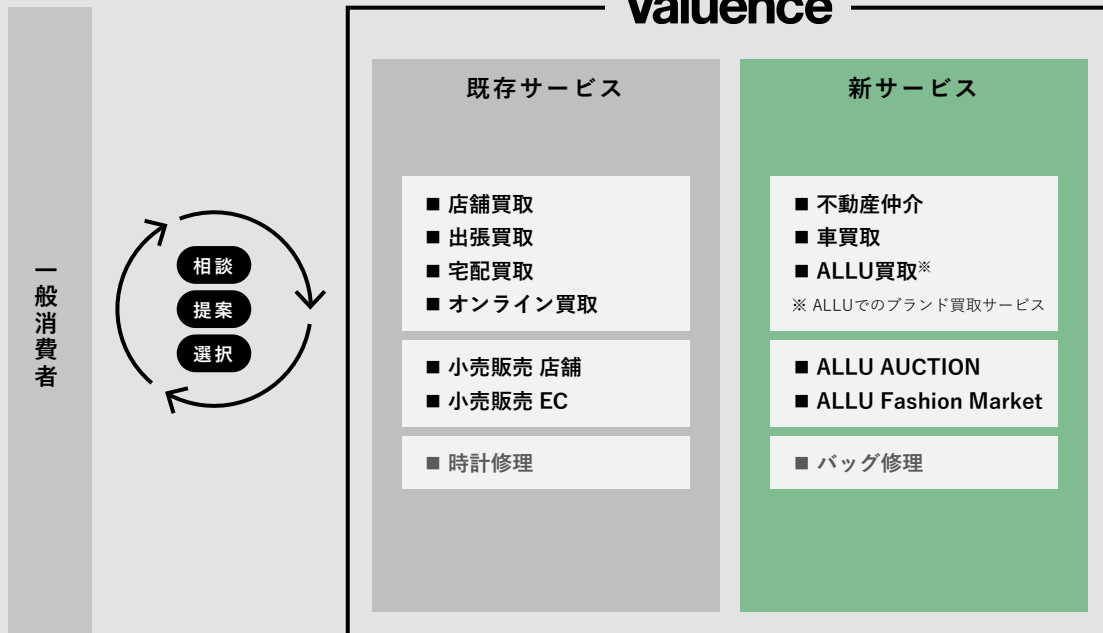 Valuence
一般消費者
相談
提案
選択
既存サービス
■ 店舗買取
■ 出張買取
■ 宅配買取
■ オンライン買取
■ 小売販売 店舗
■ 小売販売 EC
■ 時計修理
新サービス
■ 不動産仲介
■ 車買取
■ ALLU買取※
※ ALLUでのブランド買取サービス
■ ALLU AUCTION
■ ALLU Fashion Market
■ バッグ修理